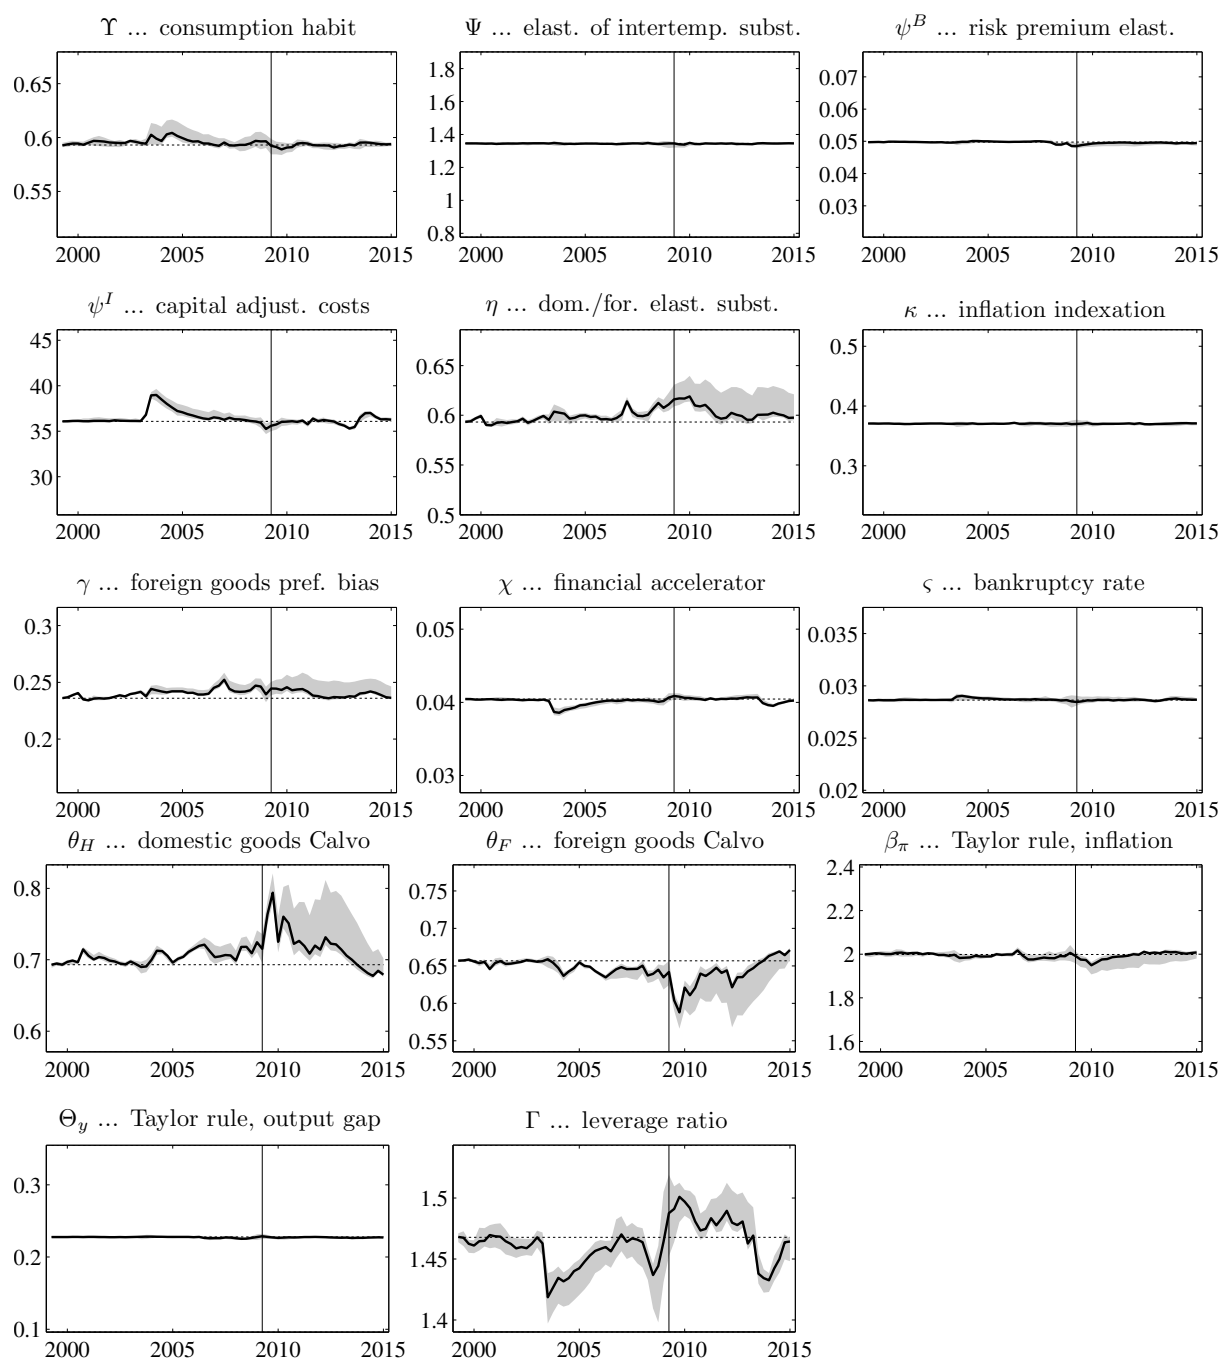 Υ ... consumption habit
0.65
0.6
0.55
2000 2005 2010 2015
Ψ ... elast. of intertemp. subst.
1.8
1.6
1.4
1.2
1
0.8
2000 2005 2010 2015
ψ^B ... risk premium elast.
0.07
0.06
0.05
0.04
0.03
2000 2005 2010 2015
ψ^I ... capital adjust. costs
45
40
35
30
2000 2005 2010 2015
η ... dom./for. elast. subst.
0.65
0.6
0.55
0.5
2000 2005 2010 2015
κ ... inflation indexation
0.5
0.4
0.3
2000 2005 2010 2015
γ ... foreign goods pref. bias
0.3
0.25
0.2
2000 2005 2010 2015
χ ... financial accelerator
0.05
0.04
0.03
2000 2005 2010 2015
ς ... bankruptcy rate
0.035
0.03
0.025
0.02
2000 2005 2010 2015
θ_H ... domestic goods Calvo
0.8
0.7
0.6
2000 2005 2010 2015
θ_F ... foreign goods Calvo
0.75
0.7
0.65
0.6
0.55
2000 2005 2010 2015
β_π ... Taylor rule, inflation
2.4
2.2
2
1.8
1.6
2000 2005 2010 2015
Θ_y ... Taylor rule, output gap
0.3
0.2
0.1
2000 2005 2010 2015
Γ ... leverage ratio
1.5
1.45
1.4
2000 2005 2010 2015